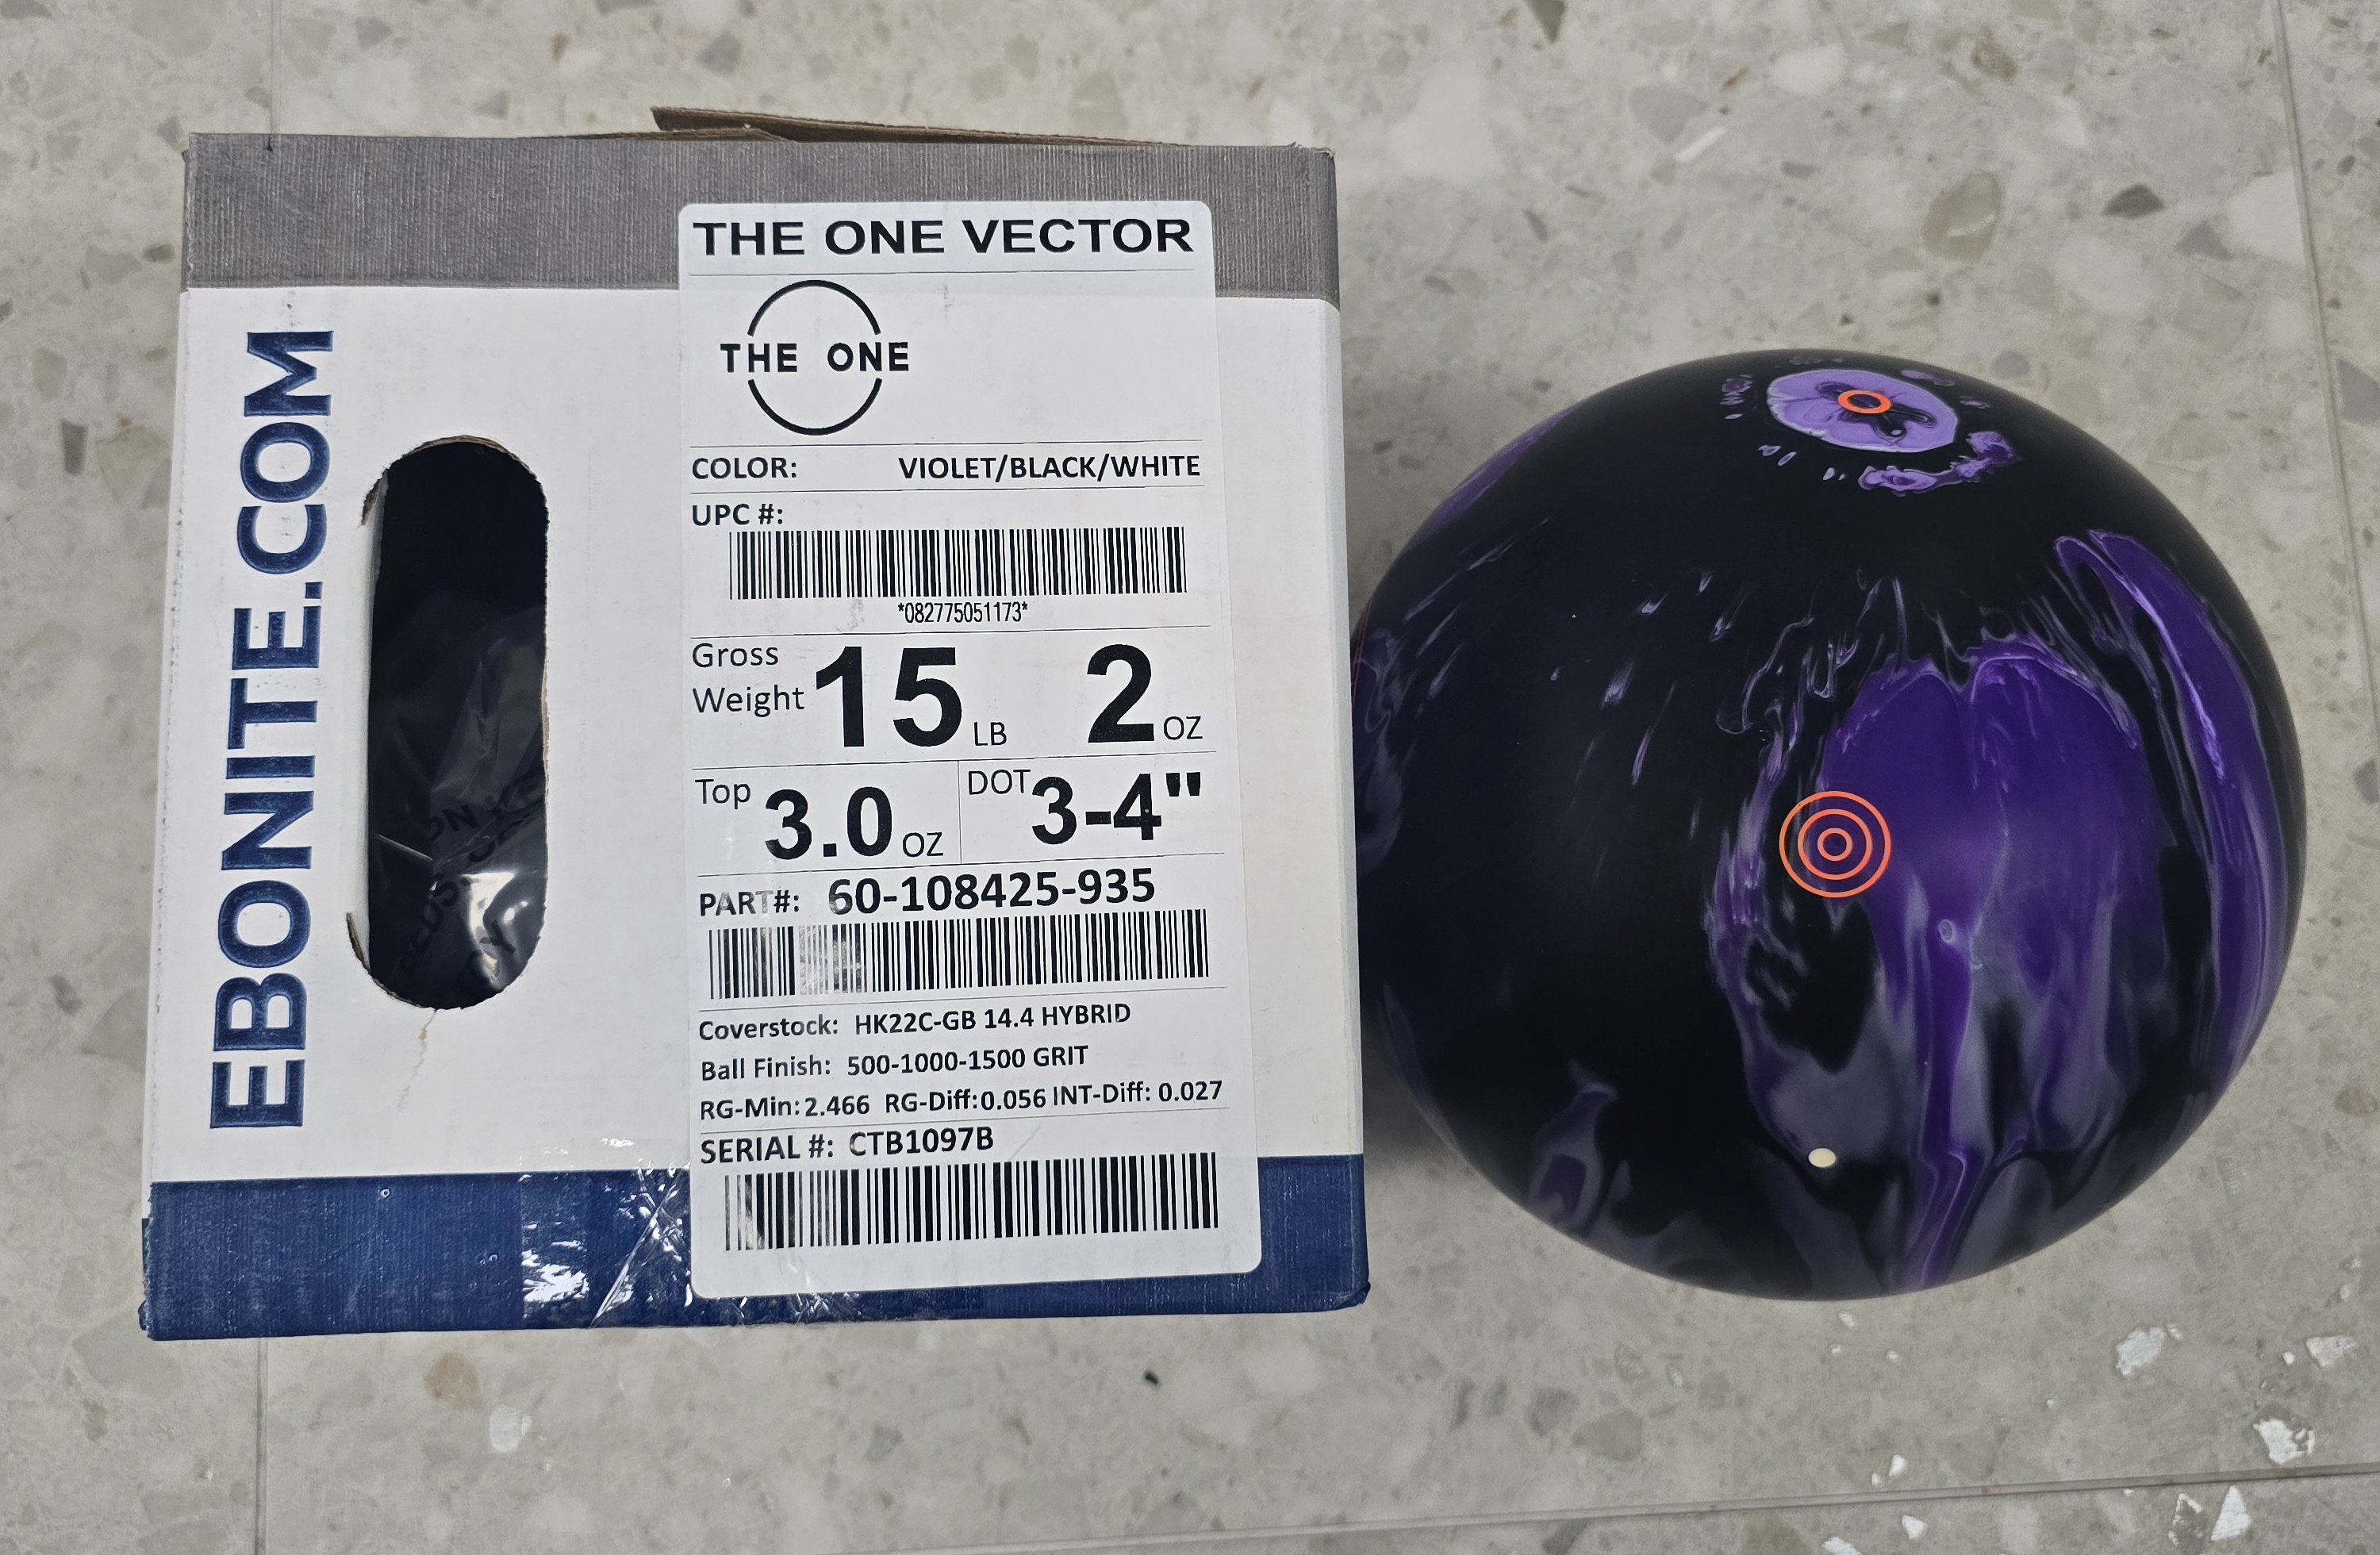 EBONITE.COM
THE ONE VECTOR
THE ONE
COLOR: VIOLET/BLACK/WHITE
UPC #:
*082775051173*
Gross Weight 15 LB 2 OZ
Top 3.0 OZ DOT 3-4"
PART#: 60-108425-935
Coverstock: HK22C-GB 14.4 HYBRID
Ball Finish: 500-1000-1500 GRIT
RG-Min: 2.466 RG-Diff: 0.056 INT-Diff: 0.027
SERIAL #: CTB1097B